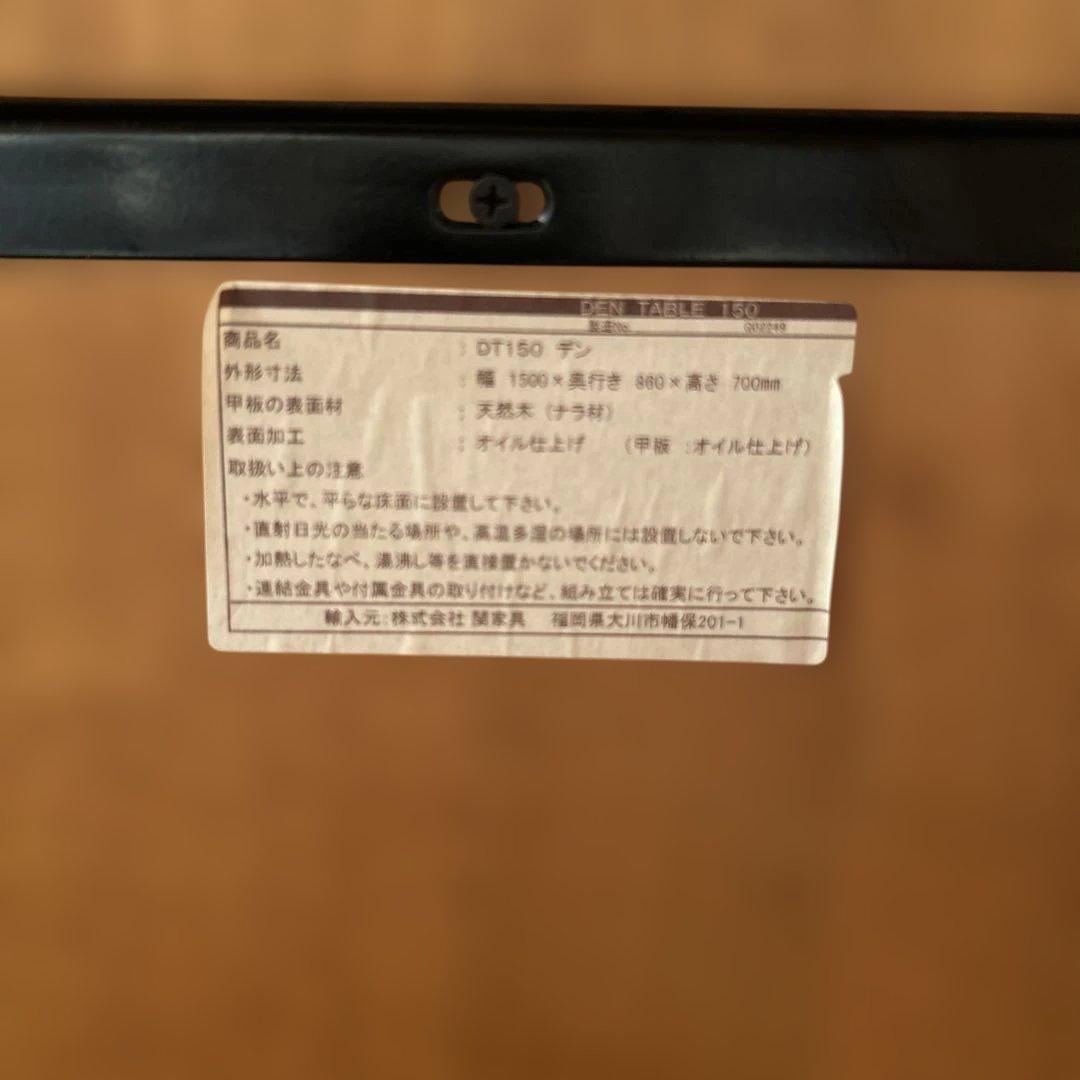 DEN TABLE 150
製造No. G02249
商品名 : DT150 デン
外形寸法 : 幅 1500×奥行き 860×高さ 700mm
甲板の表面材 : 天然木（ナラ材）
表面加工 : オイル仕上げ （甲板 :オイル仕上げ）
取扱い上の注意
・水平で、平らな床面に設置して下さい。
・直射日光の当たる場所や、高温多湿の場所には設置しないで下さい。
・加熱したなべ、湯沸し等を直接置かないでください。
・連結金具や付属金具の取り付けなど、組み立ては確実に行って下さい。
輸入元:株式会社 関家具 福岡県大川市幡保201-1